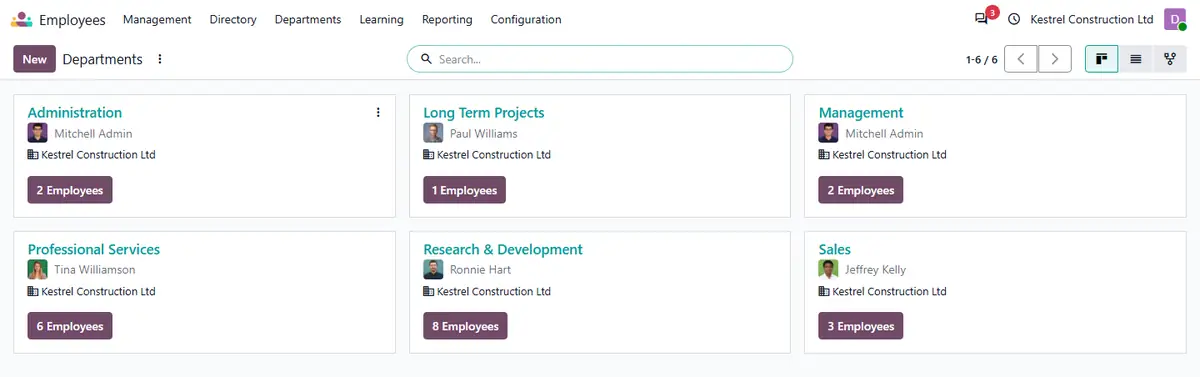 Employees Management Directory Departments Learning Reporting Configuration 3 Kestrel Construction Ltd D
New Departments Search... 1-6 / 6
Administration
Mitchell Admin
Kestrel Construction Ltd
2 Employees
Long Term Projects
Paul Williams
Kestrel Construction Ltd
1 Employees
Management
Mitchell Admin
Kestrel Construction Ltd
2 Employees
Professional Services
Tina Williamson
Kestrel Construction Ltd
6 Employees
Research & Development
Ronnie Hart
Kestrel Construction Ltd
8 Employees
Sales
Jeffrey Kelly
Kestrel Construction Ltd
3 Employees